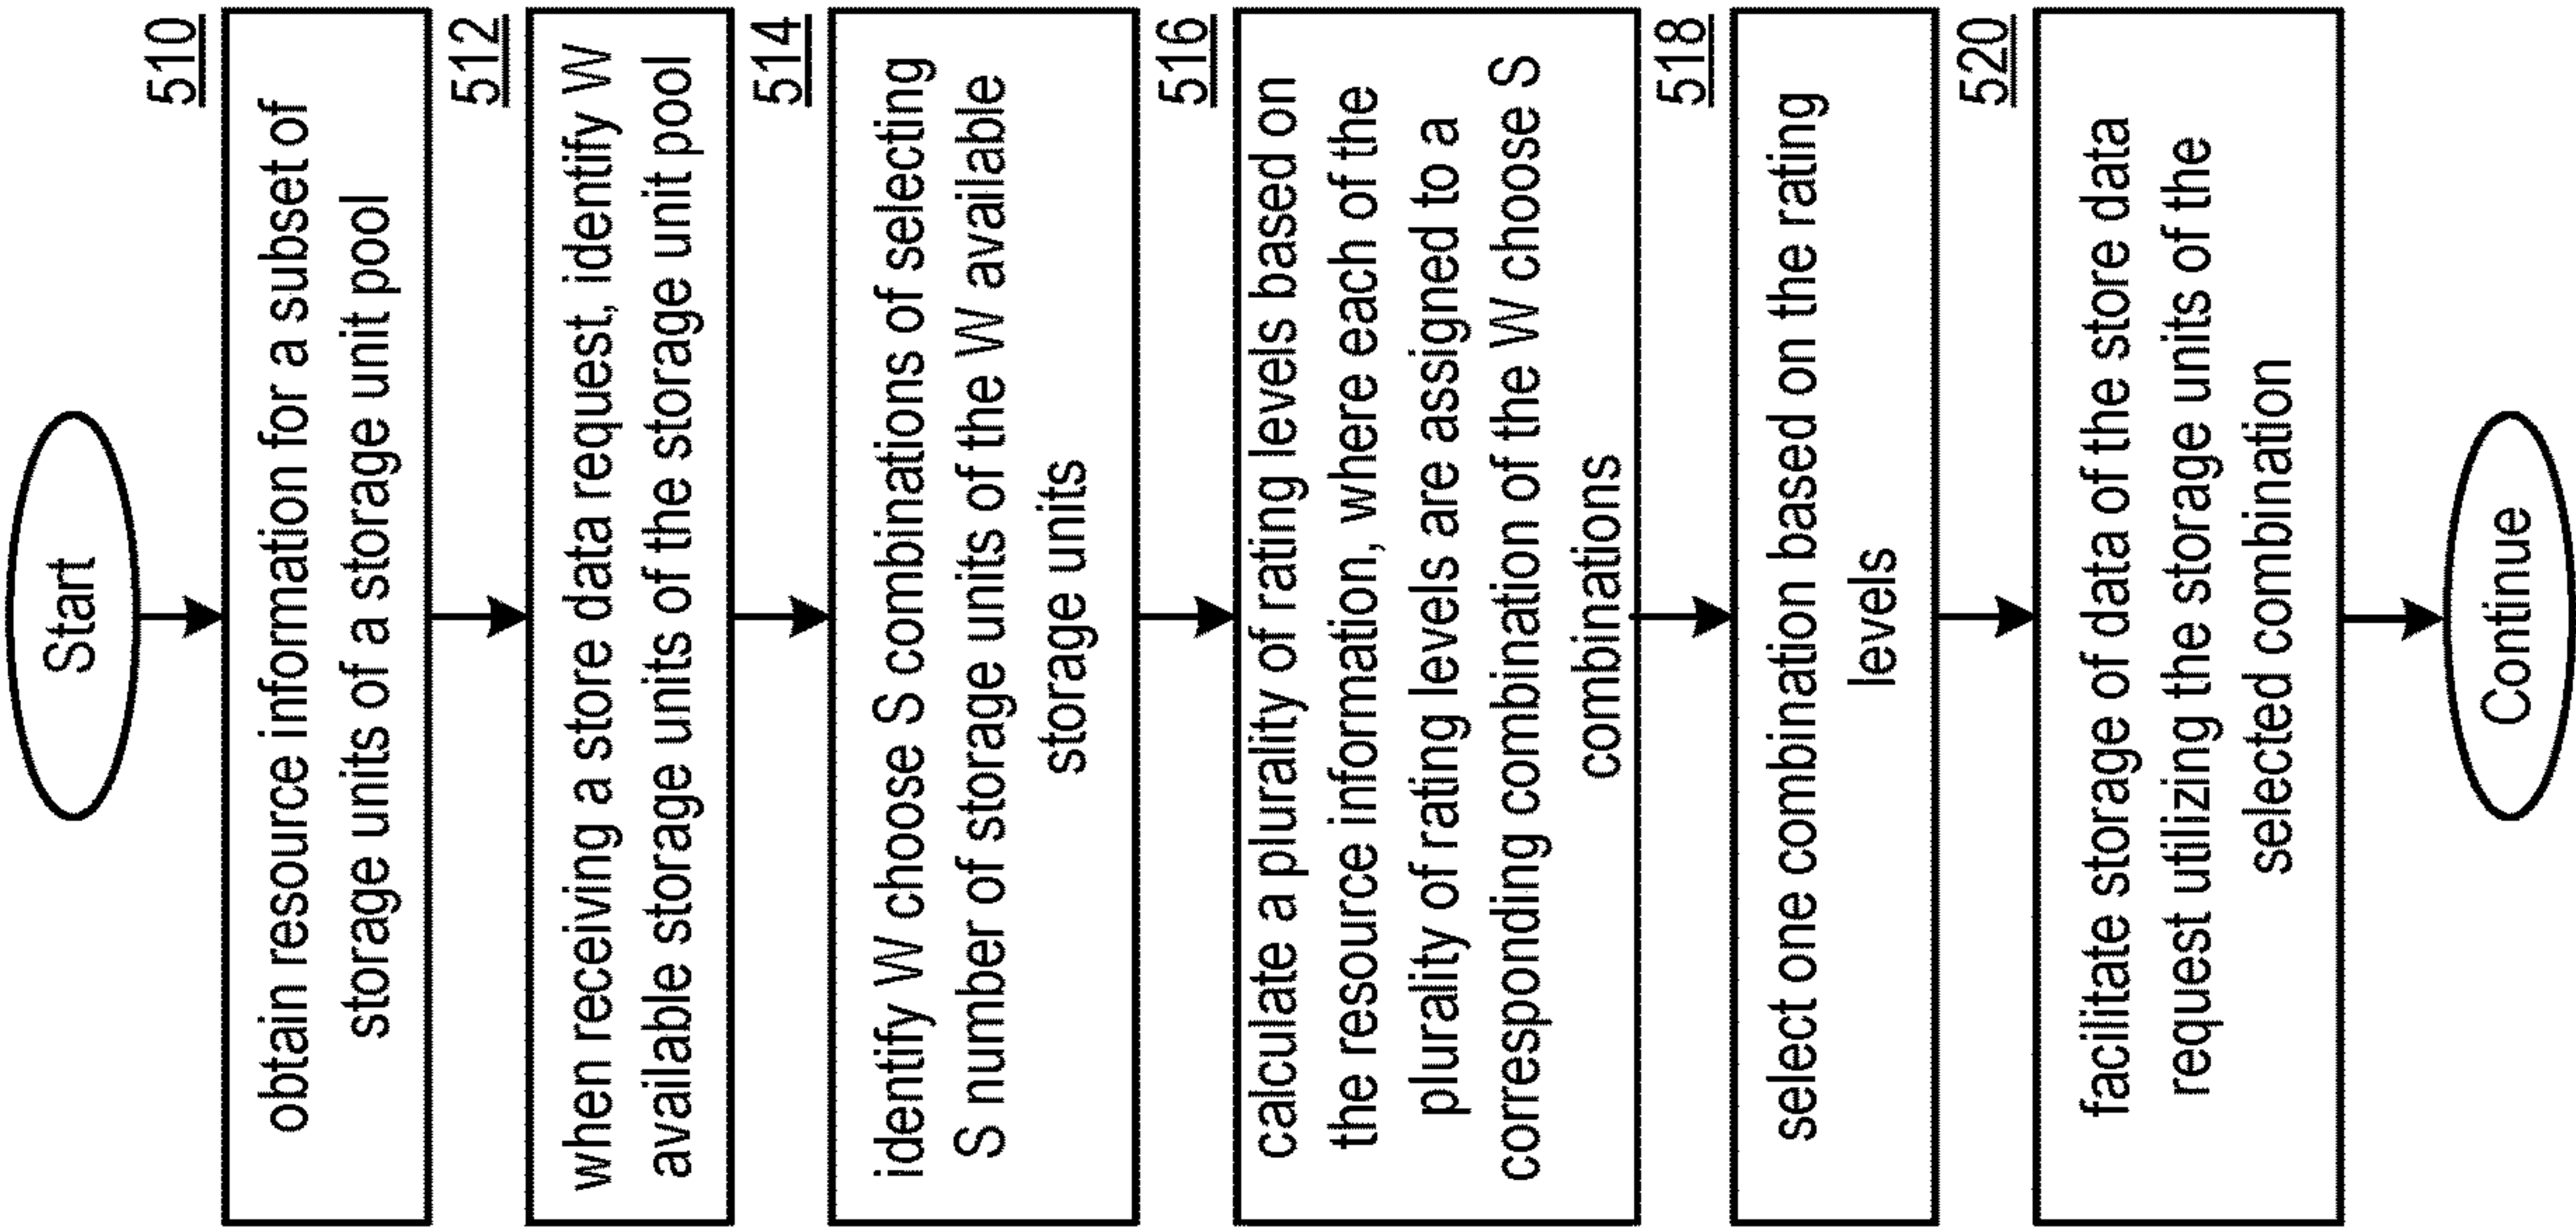 Start
510
obtain resource information for a subset of
storage units of a storage unit pool
512
when receiving a store data request, identify W
available storage units of the storage unit pool
514
identify W choose S combinations of selecting
S number of storage units of the W available
storage units
516
calculate a plurality of rating levels based on
the resource information, where each of the
plurality of rating levels are assigned to a
corresponding combination of the W choose S
combinations
518
select one combination based on the rating
levels
520
facilitate storage of data of the store data
request utilizing the storage units of the
selected combination
Continue